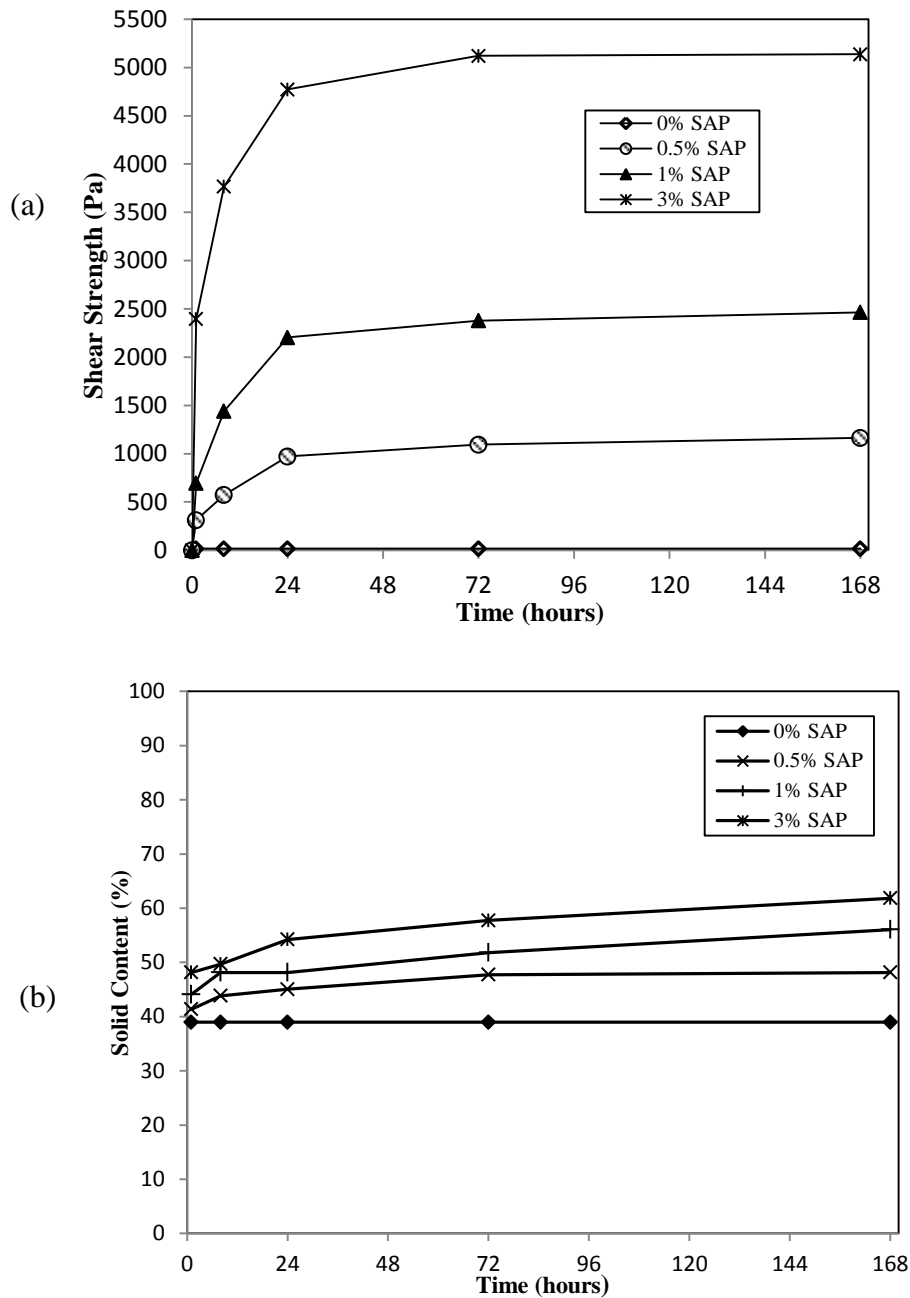 (a)
Shear Strength (Pa)
5500
5000
4500
4000
3500
3000
2500
2000
1500
1000
500
0
0% SAP
0.5% SAP
1% SAP
3% SAP
0 24 48 72 96 120 144 168
Time (hours)
(b)
Solid Content (%)
100
90
80
70
60
50
40
30
20
10
0
0% SAP
0.5% SAP
1% SAP
3% SAP
0 24 48 72 96 120 144 168
Time (hours)